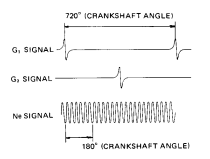 720° (CRANKSHAFT ANGLE)
G₁ SIGNAL
G₂ SIGNAL
Ne SIGNAL
180° (CRANKSHAFT ANGLE)